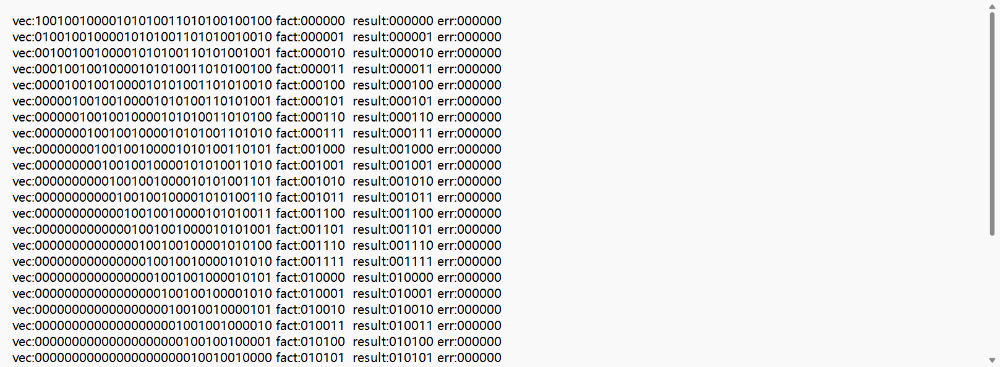 vec:10010010000101010011010100100100 fact:000000  result:000000 err:000000
vec:01001001000010101001101010010010 fact:000001  result:000001 err:000000
vec:00100100100001010100110101001001 fact:000010  result:000010 err:000000
vec:00010010010000101010011010100100 fact:000011  result:000011 err:000000
vec:00001001001000010101001101010010 fact:000100  result:000100 err:000000
vec:00000100100100001010100110101001 fact:000101  result:000101 err:000000
vec:00000010010010000101010011010100 fact:000110  result:000110 err:000000
vec:00000001001001000010101001101010 fact:000111  result:000111 err:000000
vec:00000000100100100001010100110101 fact:001000  result:001000 err:000000
vec:00000000010010010000101010011010 fact:001001  result:001001 err:000000
vec:00000000001001001000010101001101 fact:001010  result:001010 err:000000
vec:00000000000100100100001010100110 fact:001011  result:001011 err:000000
vec:00000000000010010010000101010011 fact:001100  result:001100 err:000000
vec:00000000000001001001000010101001 fact:001101  result:001101 err:000000
vec:00000000000000100100100001010100 fact:001110  result:001110 err:000000
vec:00000000000000010010010000101010 fact:001111  result:001111 err:000000
vec:00000000000000001001001000010101 fact:010000  result:010000 err:000000
vec:00000000000000000100100100001010 fact:010001  result:010001 err:000000
vec:00000000000000000010010010000101 fact:010010  result:010010 err:000000
vec:00000000000000000001001001000010 fact:010011  result:010011 err:000000
vec:00000000000000000000100100100001 fact:010100  result:010100 err:000000
vec:00000000000000000000010010010000 fact:010101  result:010101 err:000000